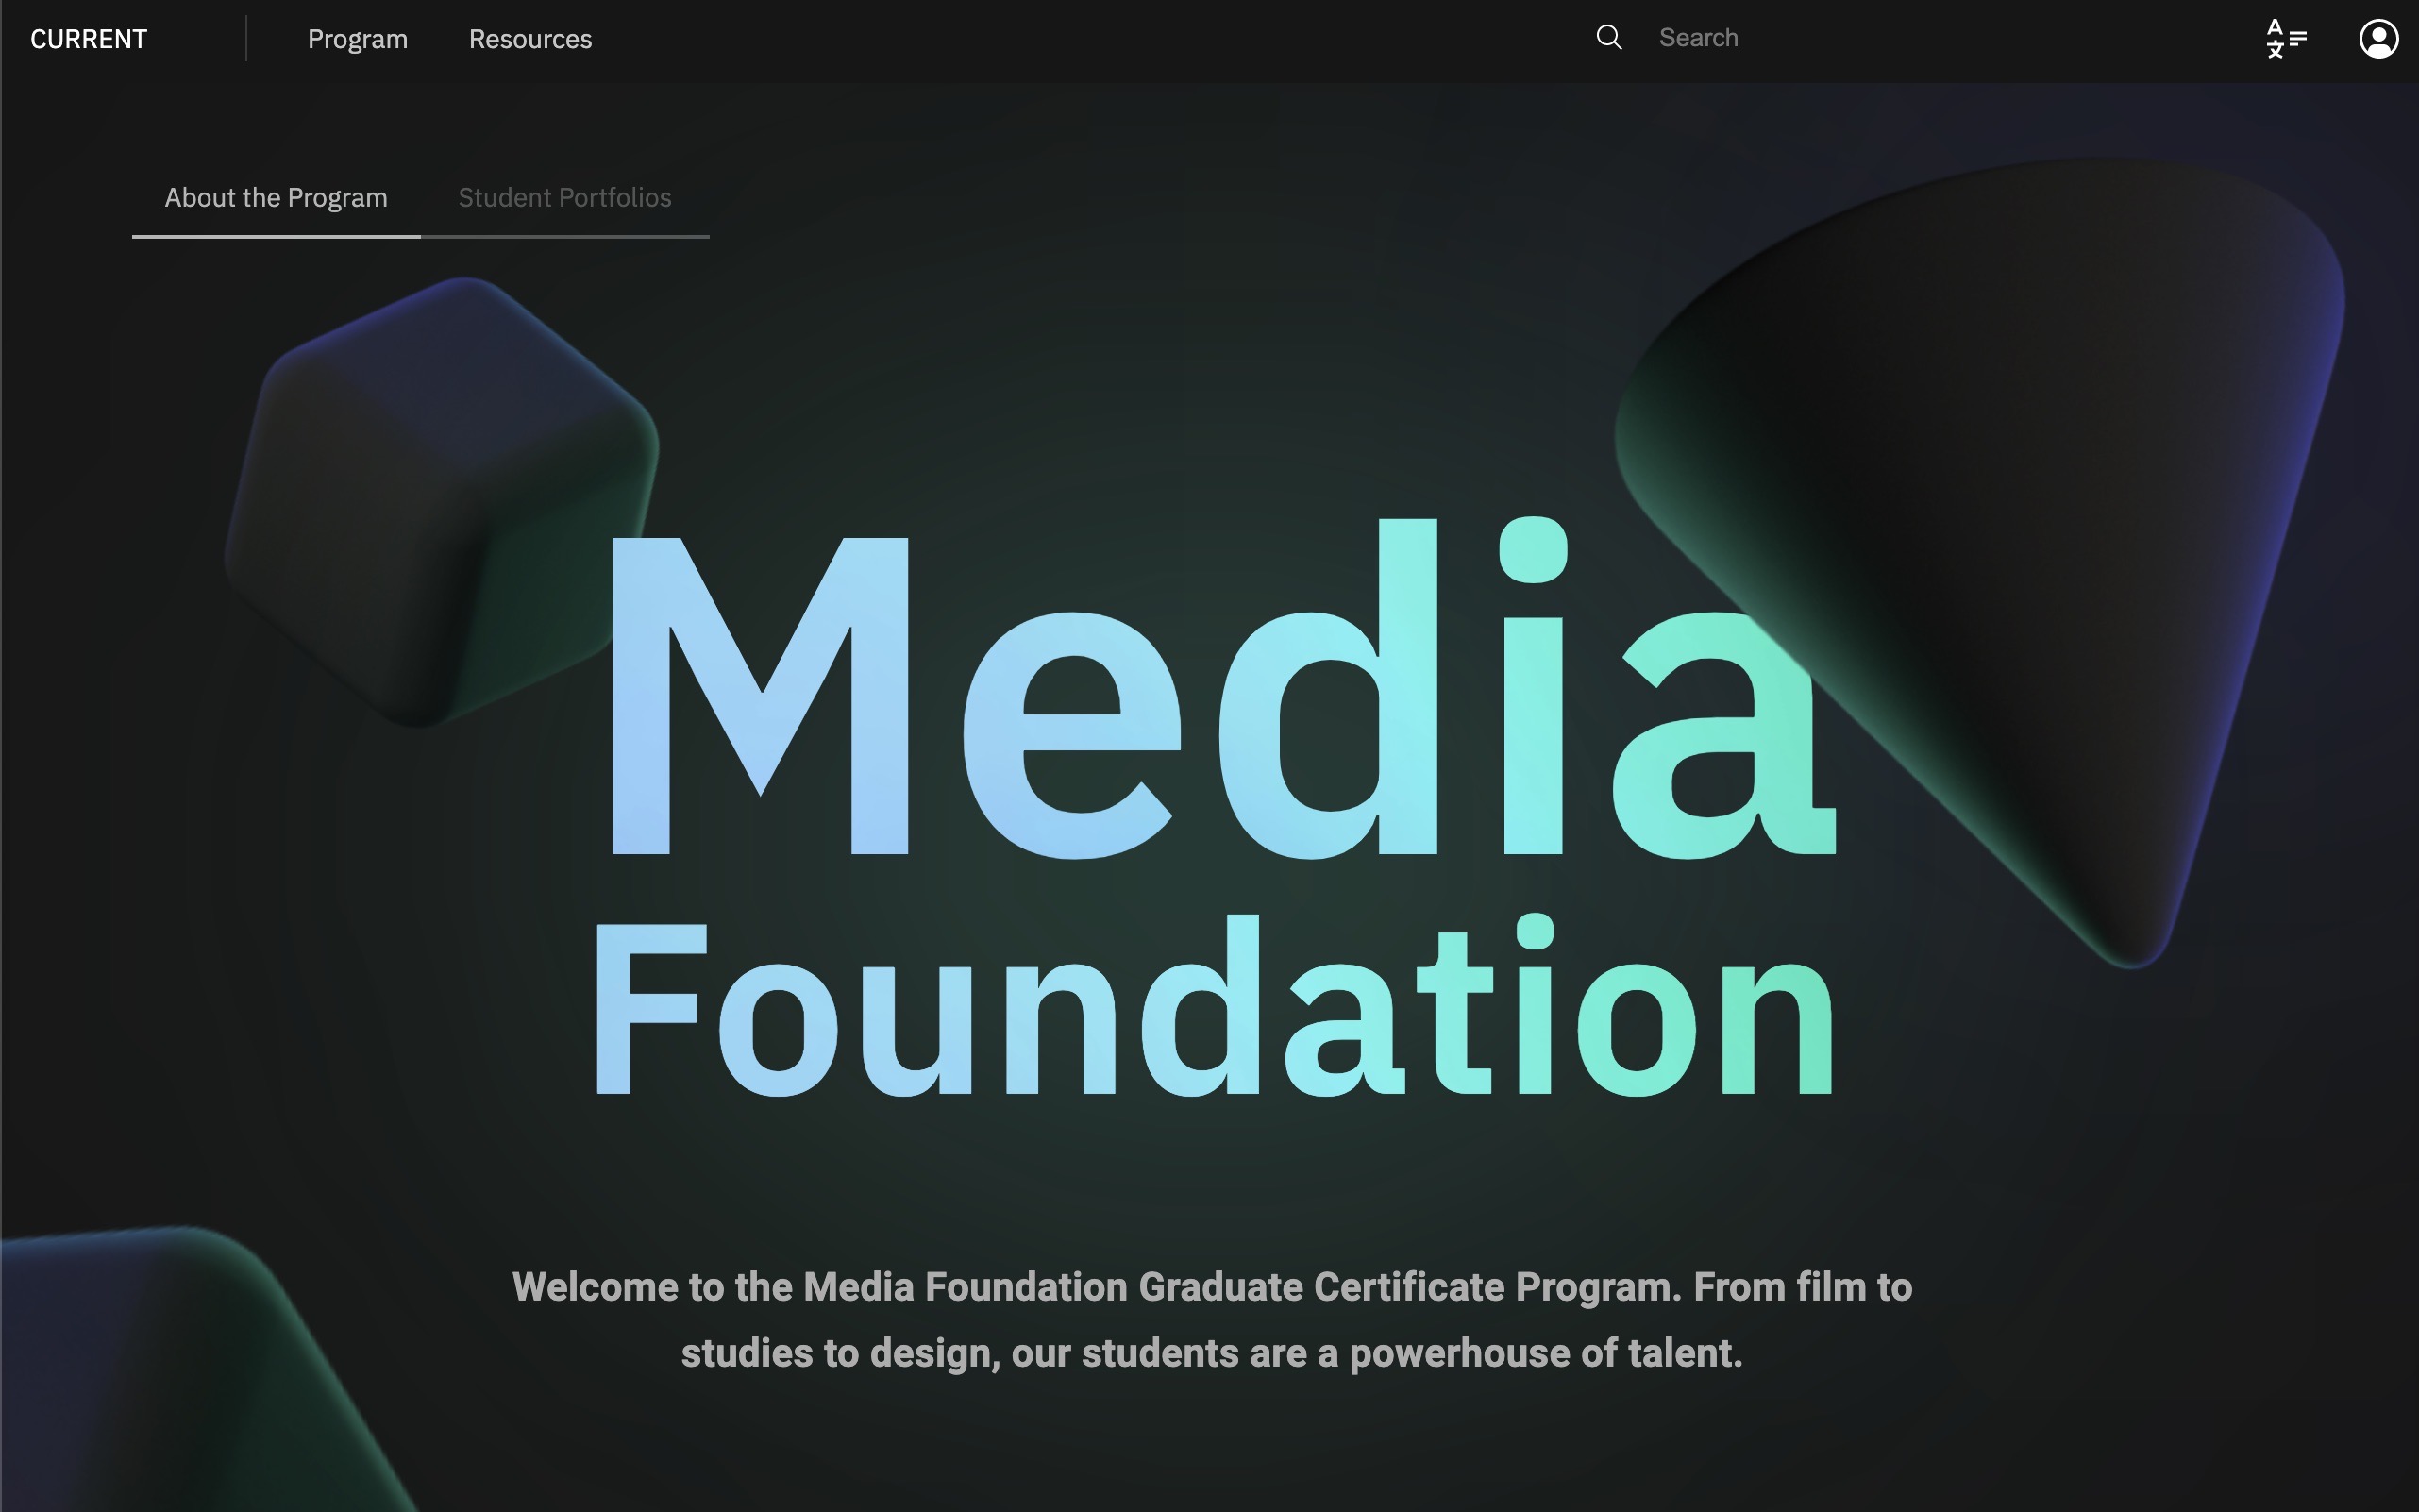 CURRENT
Program
Resources
Search
About the Program
Student Portfolios
Media
Foundation
Welcome to the Media Foundation Graduate Certificate Program. From film to
studies to design, our students are a powerhouse of talent.